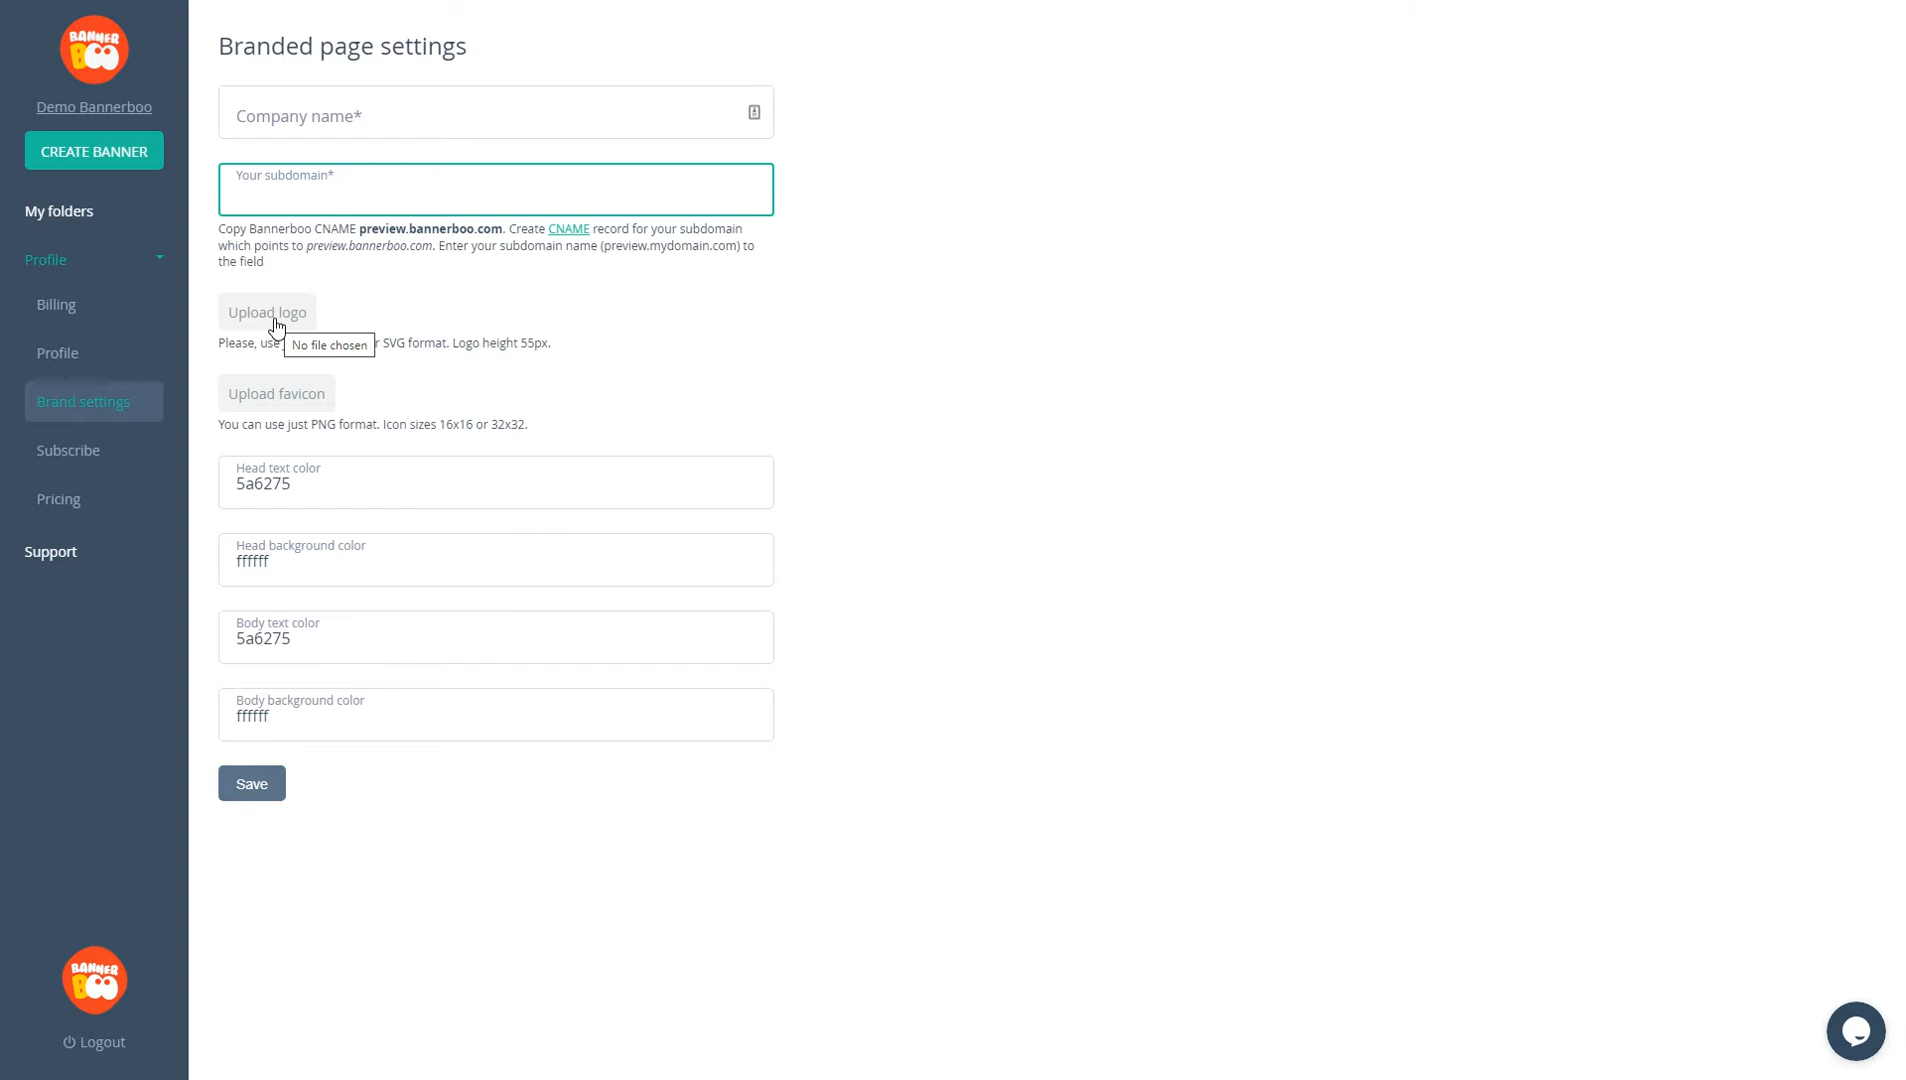 BANNER
BOO
Demo Bannerboo
CREATE BANNER
My folders
Profile
Billing
Profile
Brand settings
Subscribe
Pricing
Support
BANNER
BOO
Logout
Branded page settings
Company name*
Your subdomain*
Copy Bannerboo CNAME preview.bannerboo.com. Create CNAME record for your subdomain
which points to preview.bannerboo.com. Enter your subdomain name (preview.mydomain.com) to
the field
Upload logo
Please, use
No file chosen
SVG format. Logo height 55px.
Upload favicon
You can use just PNG format. Icon sizes 16x16 or 32x32.
Head text color
5a6275
Head background color
ffffff
Body text color
5a6275
Body background color
ffffff
Save